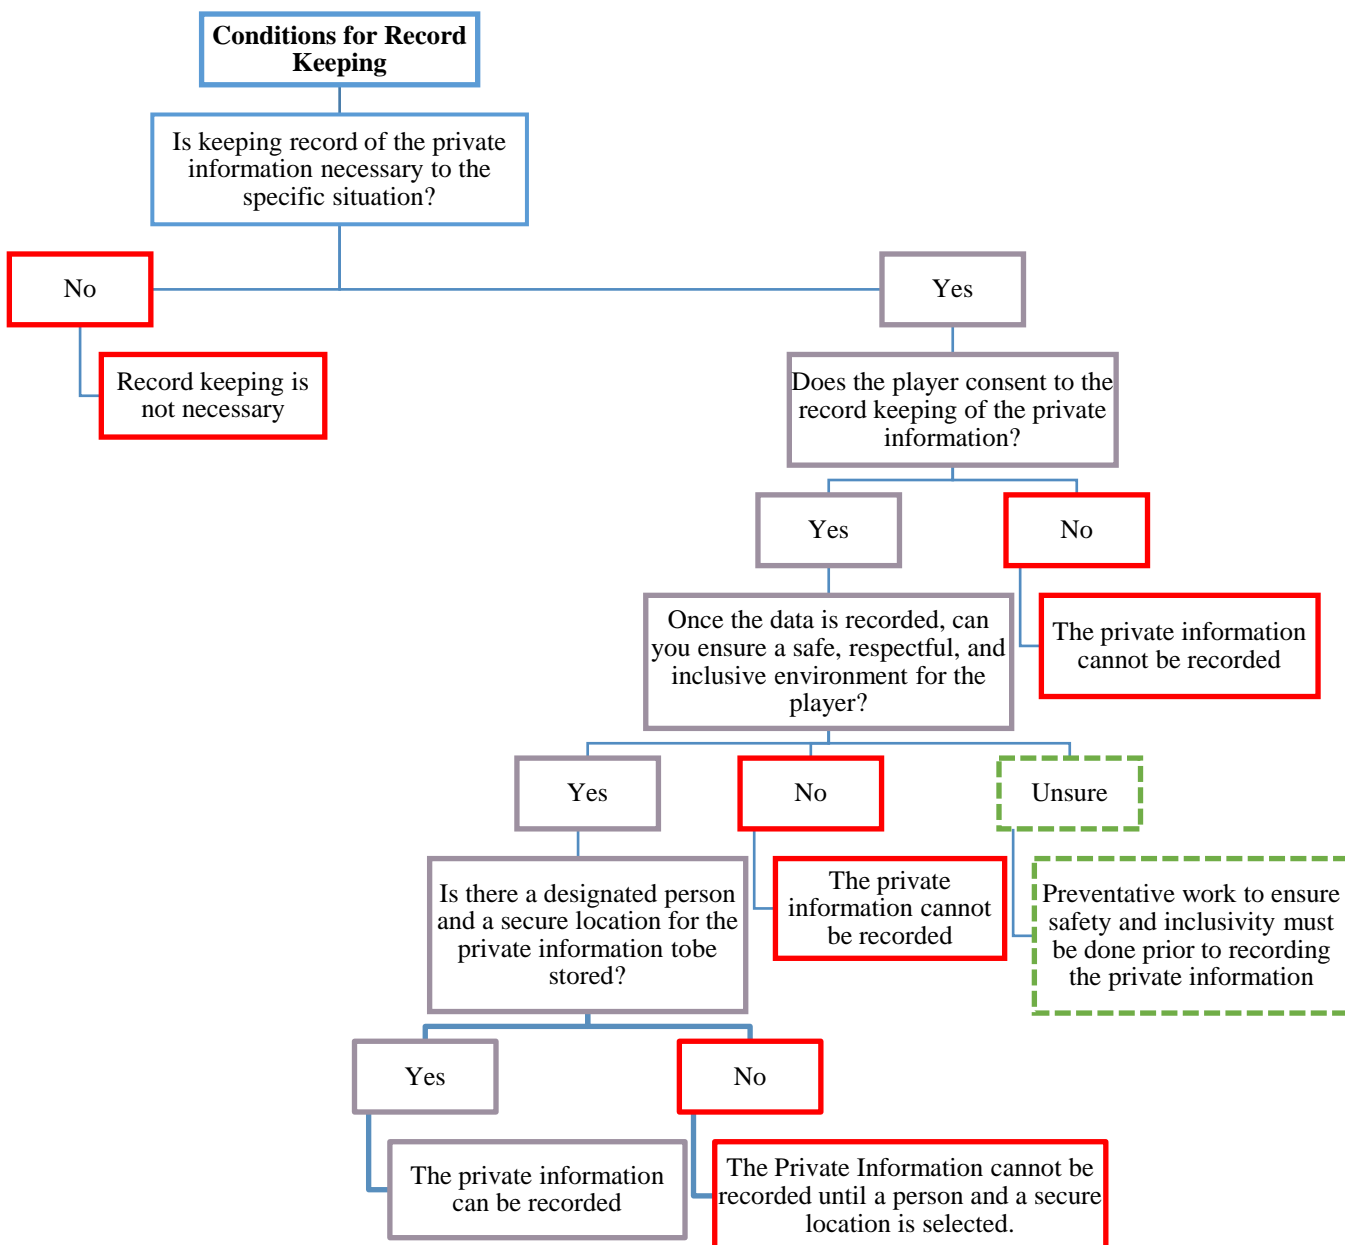 Conditions for Record
Keeping
Is keeping record of the private
information necessary to the
specific situation?
No
Yes
Record keeping is
not necessary
Does the player consent to the
record keeping of the private
information?
Yes
No
Once the data is recorded, can
you ensure a safe, respectful, and
inclusive environment for the
player?
The private information
cannot be recorded
Yes
No
Unsure
Is there a designated person
and a secure location for the
private information tobe
stored?
The private
information cannot
be recorded
Preventative work to ensure
safety and inclusivity must
be done prior to recording
the private information
Yes
No
The private information
can be recorded
The Private Information cannot be
recorded until a person and a secure
location is selected.